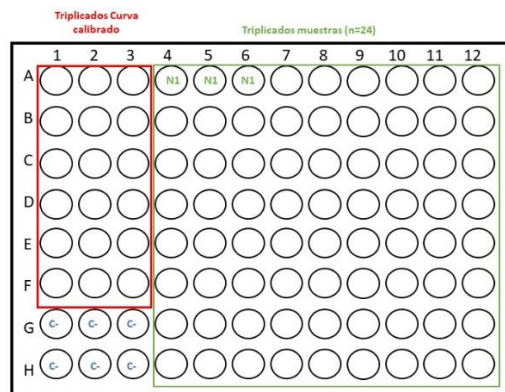 Triplicados Curva
calibrado
Triplicados muestras (n=24)
1 2 3 4 5 6 7 8 9 10 11 12
A N1 N1 N1
B
C
D
E
F
G C- C- C-
H C- C- C-